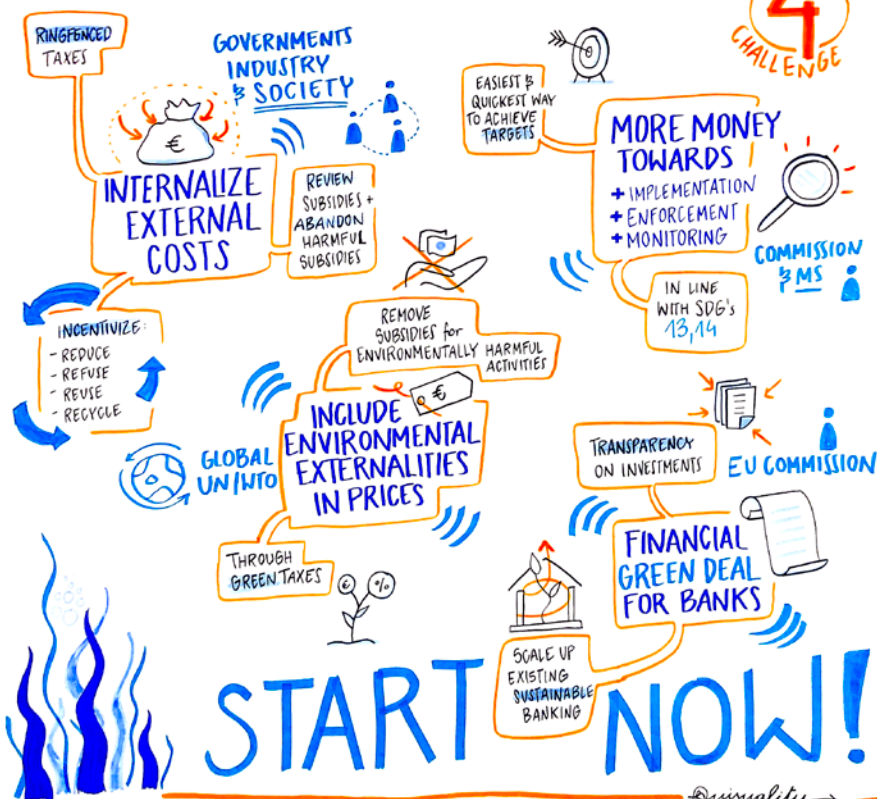 4
CHALLENGE
RINGFENCED
TAXES
GOVERNMENTS
INDUSTRY
& SOCIETY
€
INTERNALIZE
EXTERNAL
COSTS
REVIEW
SUBSIDIES +
ABANDON
HARMFUL
SUBSIDIES
INCENTIVIZE:
- REDUCE
- REFUSE
- REUSE
- RECYCLE
EASIEST &
QUICKEST WAY
TO ACHIEVE
TARGETS
MORE MONEY
TOWARDS
+ IMPLEMENTATION
+ ENFORCEMENT
+ MONITORING
COMMISSION
& MS
IN LINE
WITH SDG's
13,14
REMOVE
SUBSIDIES for
ENVIRONMENTALLY HARMFUL
ACTIVITIES
€
INCLUDE
ENVIRONMENTAL
EXTERNALITIES
IN PRICES
GLOBAL
UN/WTO
THROUGH
GREEN TAXES
€ %
TRANSPARENCY
ON INVESTMENTS
EU COMMISSION
FINANCIAL
GREEN DEAL
FOR BANKS
SCALE UP
EXISTING
SUSTAINABLE
BANKING
START NOW!